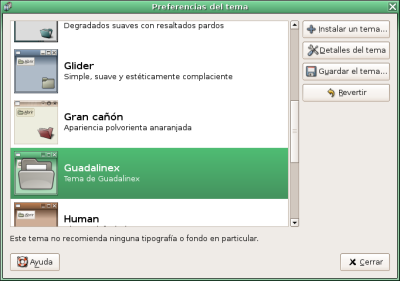 Preferencias del tema
Degradados suaves con resaltados pardos
Glider
Simple, suave y estéticamente complaciente
Gran cañón
Apariencia polvorienta anaranjada
Guadalinex
Tema de Guadalinex
Human
Este tema no recomienda ninguna tipografía o fondo en particular.
Instalar un tema...
Detalles del tema
Guardar el tema...
Revertir
Ayuda
Cerrar